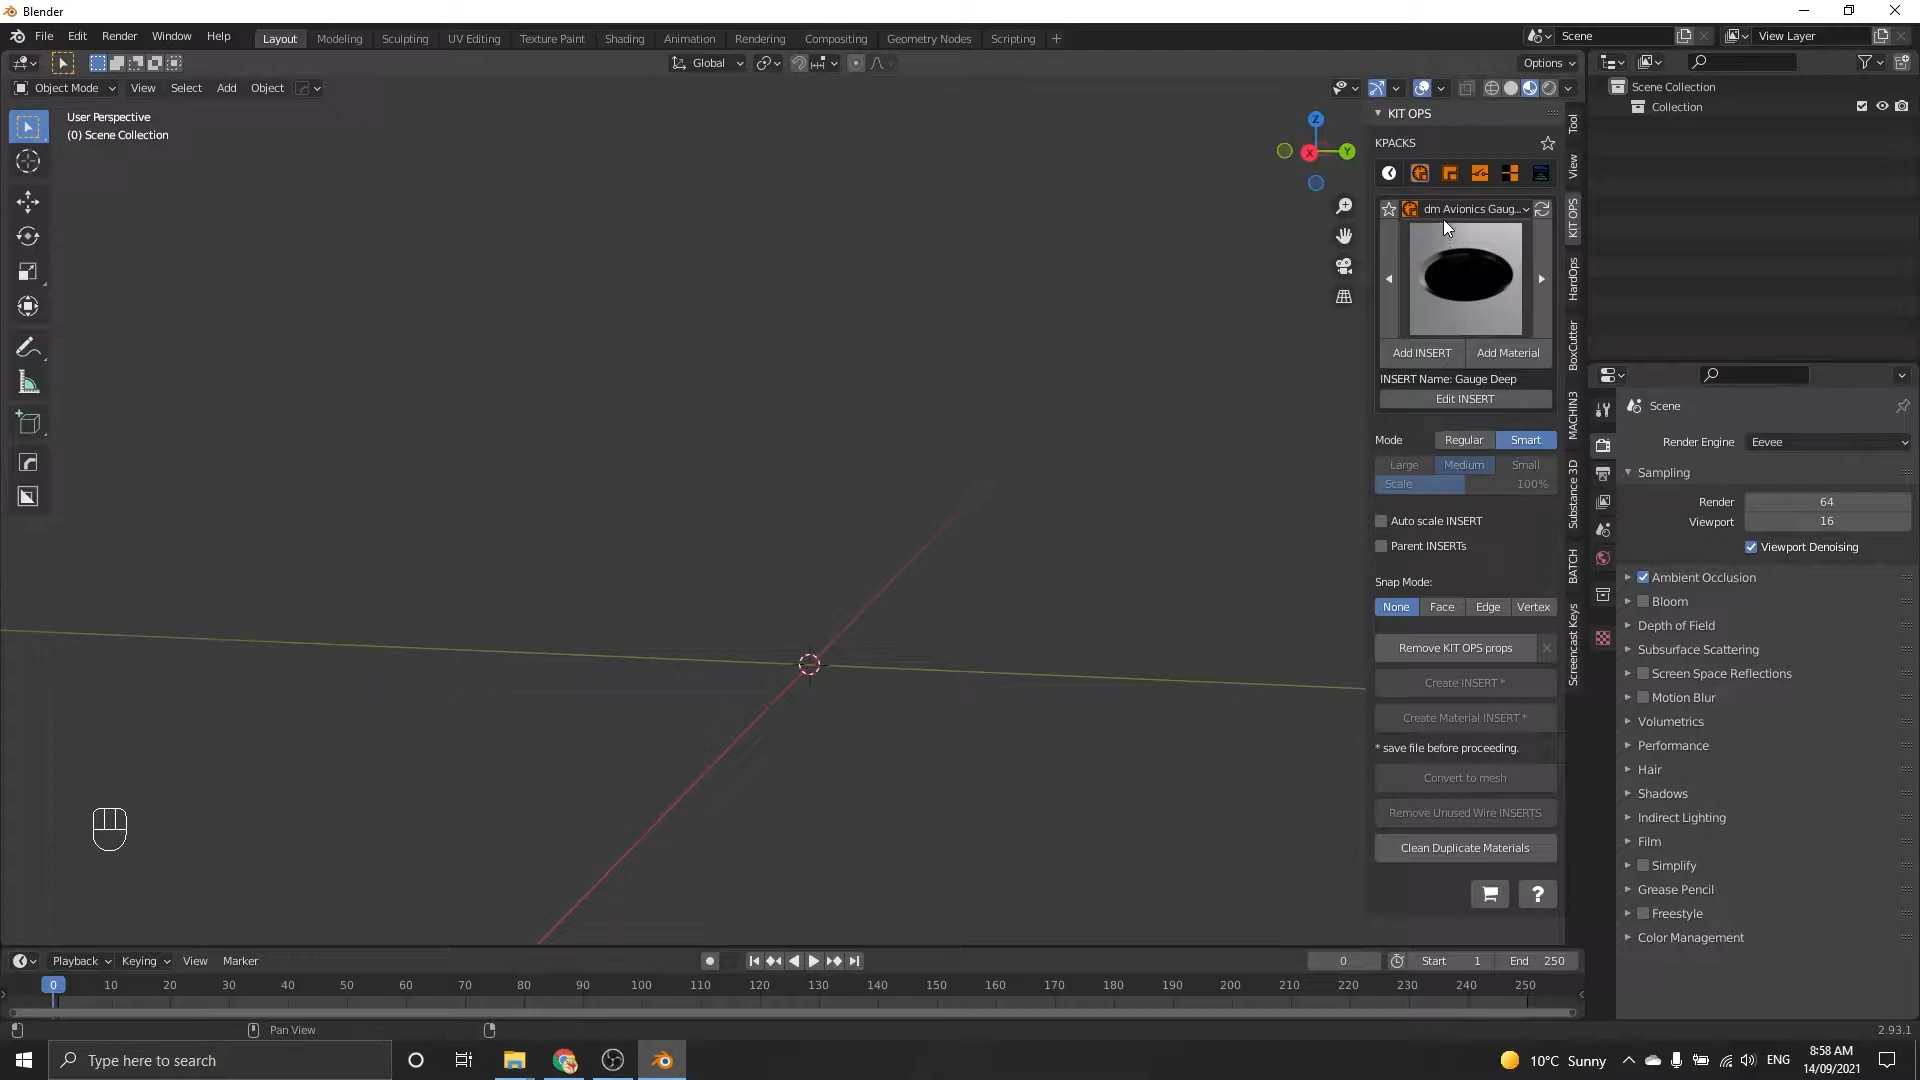 Blender
File Edit Render Window Help Layout Modeling Sculpting UV Editing Texture Paint Shading Animation Rendering Compositing Geometry Nodes Scripting + Scene View Layer
Global Options
Object Mode View Select Add Object
User Perspective
(0) Scene Collection
Z
X
Y
KIT OPS
KPACKS
dm Avionics Gaug...
Add INSERT Add Material
INSERT Name: Gauge Deep
Edit INSERT
Mode Regular Smart
Large Medium Small
Scale 100%
Auto scale INSERT
Parent INSERTs
Snap Mode:
None Face Edge Vertex
Remove KIT OPS props
Create INSERT *
Create Material INSERT *
* save file before proceeding.
Convert to mesh
Remove Unused Wire INSERTS
Clean Duplicate Materials
?
Tool
View
KIT OPS
HardOps
BoxCutter
MACHIN3
Substance 3D
BATCH
Screencast Keys
Scene Collection
Collection
Scene
Render Engine Eevee
Sampling
Render 64
Viewport 16
Viewport Denoising
Ambient Occlusion
Bloom
Depth of Field
Subsurface Scattering
Screen Space Reflections
Motion Blur
Volumetrics
Performance
Hair
Shadows
Indirect Lighting
Film
Simplify
Grease Pencil
Freestyle
Color Management
Playback Keying View Marker 0 Start 1 End 250
0 10 20 30 40 50 60 70 80 90 100 110 120 130 140 150 160 170 180 190 200 210 220 230 240 250
Pan View 2.93.1
Type here to search 10°C Sunny ENG 8:58 AM
14/09/2021